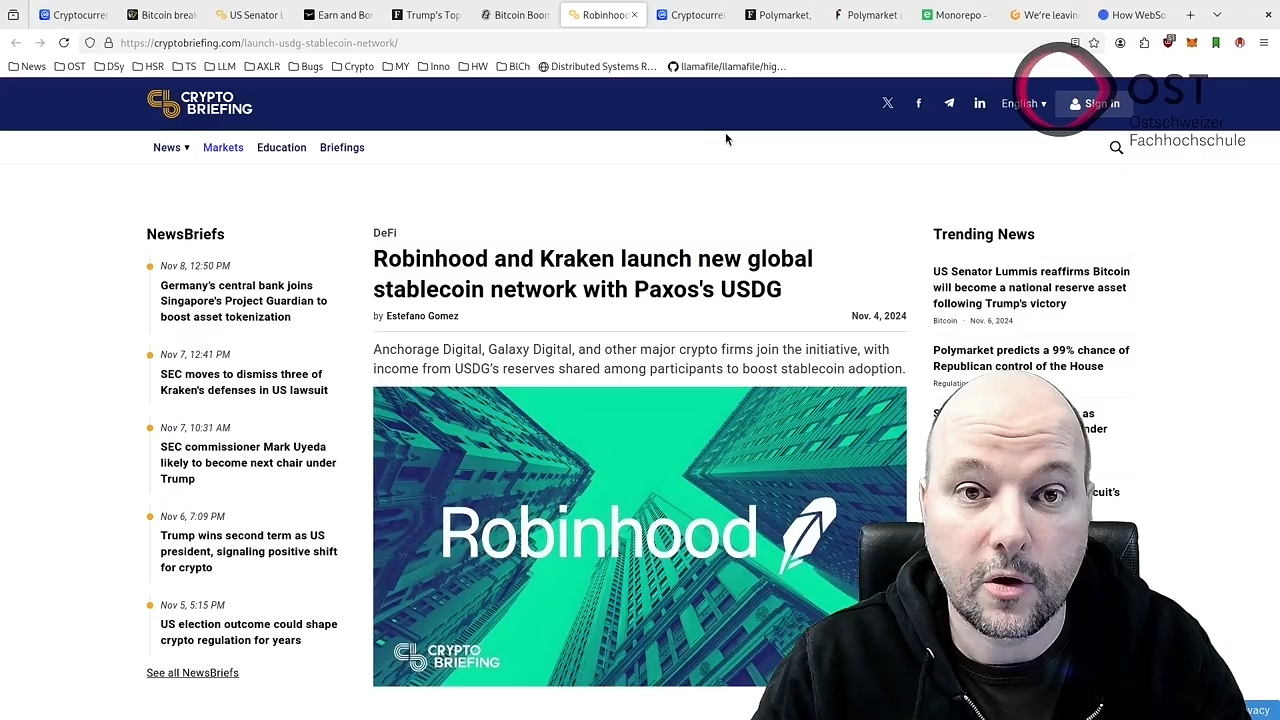 Cryptocurren
Bitcoin break
US Senator L
Earn and Bor
Trump's Top
Bitcoin Boom
Robinhood
Cryptocurren
Polymarket,
Polymarket
Monorepo -
We're leavin
How WebSo
https://cryptobriefing.com/launch-usdg-stablecoin-network/
News
OST
DSy
HSR
TS
LLM
AXLR
Bugs
Crypto
MY
Inno
HW
BlCh
Distributed Systems R...
llamafile/llamafile/hig...
CRYPTO
BRIEFING
English
Sign in
OST
Ostschweizer
Fachhochschule
News
Markets
Education
Briefings
NewsBriefs
Nov 8, 12:50 PM
Germany's central bank joins
Singapore's Project Guardian to
boost asset tokenization
Nov 7, 12:41 PM
SEC moves to dismiss three of
Kraken's defenses in US lawsuit
Nov 7, 10:31 AM
SEC commissioner Mark Uyeda
likely to become next chair under
Trump
Nov 6, 7:09 PM
Trump wins second term as US
president, signaling positive shift
for crypto
Nov 5, 5:15 PM
US election outcome could shape
crypto regulation for years
See all NewsBriefs
DeFi
Robinhood and Kraken launch new global
stablecoin network with Paxos's USDG
by Estefano Gomez
Nov. 4, 2024
Anchorage Digital, Galaxy Digital, and other major crypto firms join the initiative, with
income from USDG's reserves shared among participants to boost stablecoin adoption.
Robinhood
CRYPTO
BRIEFING
Trending News
US Senator Lummis reaffirms Bitcoin
will become a national reserve asset
following Trump's victory
Bitcoin - Nov. 6, 2024
Polymarket predicts a 99% chance of
Republican control of the House
as